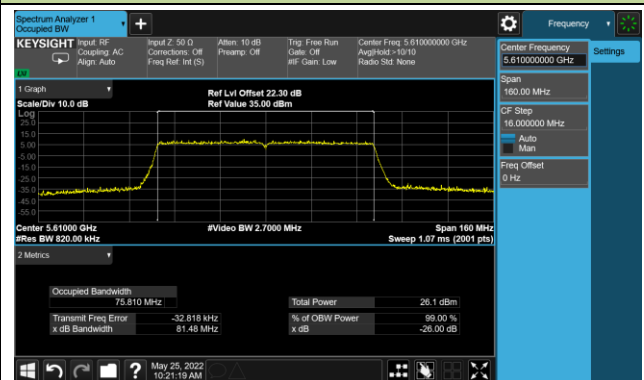 Spectrum Analyzer 1
Occupied BW
Frequency
KEYSIGHT
Input: RF
Coupling: AC
Align: Auto
Input Z: 50 Ω
Corrections: Off
Freq Ref: Int (S)
Atten: 10 dB
Preamp: Off
Trig: Free Run
Gate: Off
#IF Gain: Low
Center Freq: 5.610000000 GHz
Avg|Hold:>10/10
Radio Std: None
Center Frequency
5.610000000 GHz
Settings
Span
160.00 MHz
CF Step
16.000000 MHz
Auto
Man
Freq Offset
0 Hz
1 Graph
Scale/Div 10.0 dB
Ref Lvl Offset 22.30 dB
Ref Value 35.00 dBm
Log
25.0
15.0
5.00
-5.00
-15.0
-25.0
-35.0
-45.0
-55.0
Center 5.61000 GHz
#Res BW 820.00 kHz
#Video BW 2.7000 MHz
Span 160 MHz
Sweep 1.07 ms (2001 pts)
2 Metrics
Occupied Bandwidth
75.810 MHz
Total Power 26.1 dBm
Transmit Freq Error -32.818 kHz
% of OBW Power 99.00 %
x dB Bandwidth 81.48 MHz
x dB -26.00 dB
May 25, 2022
10:21:19 AM